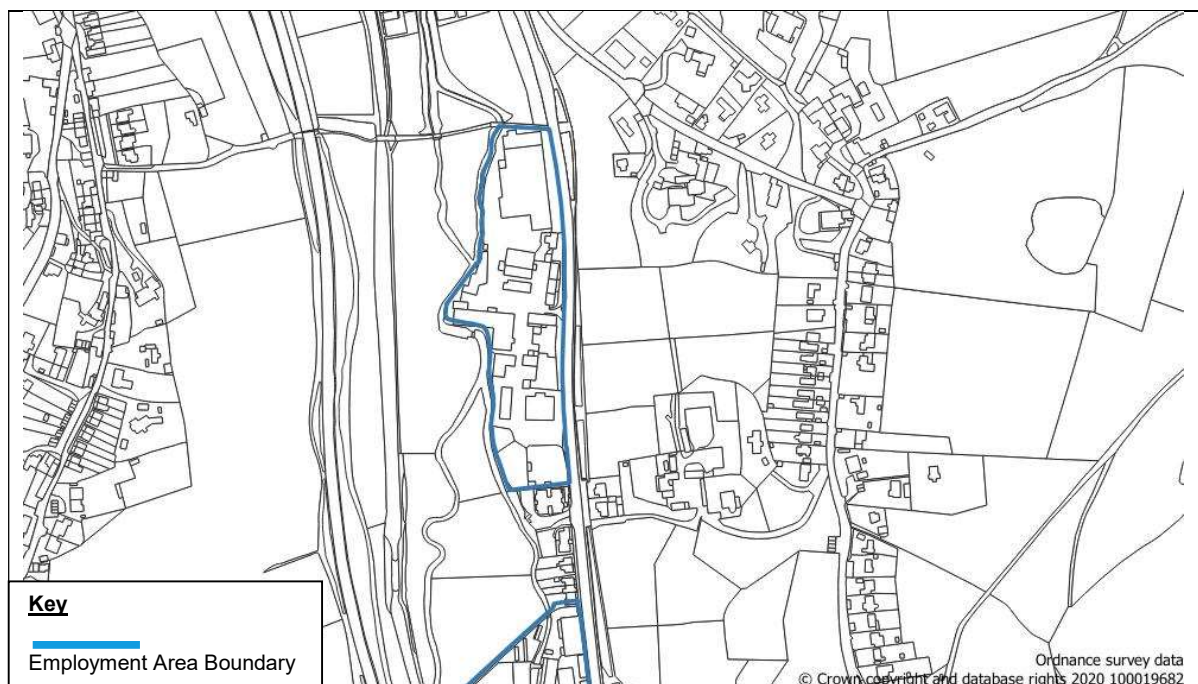 Key
Employment Area Boundary
Ordnance survey data
© Crown copyright and database rights 2020 100019682